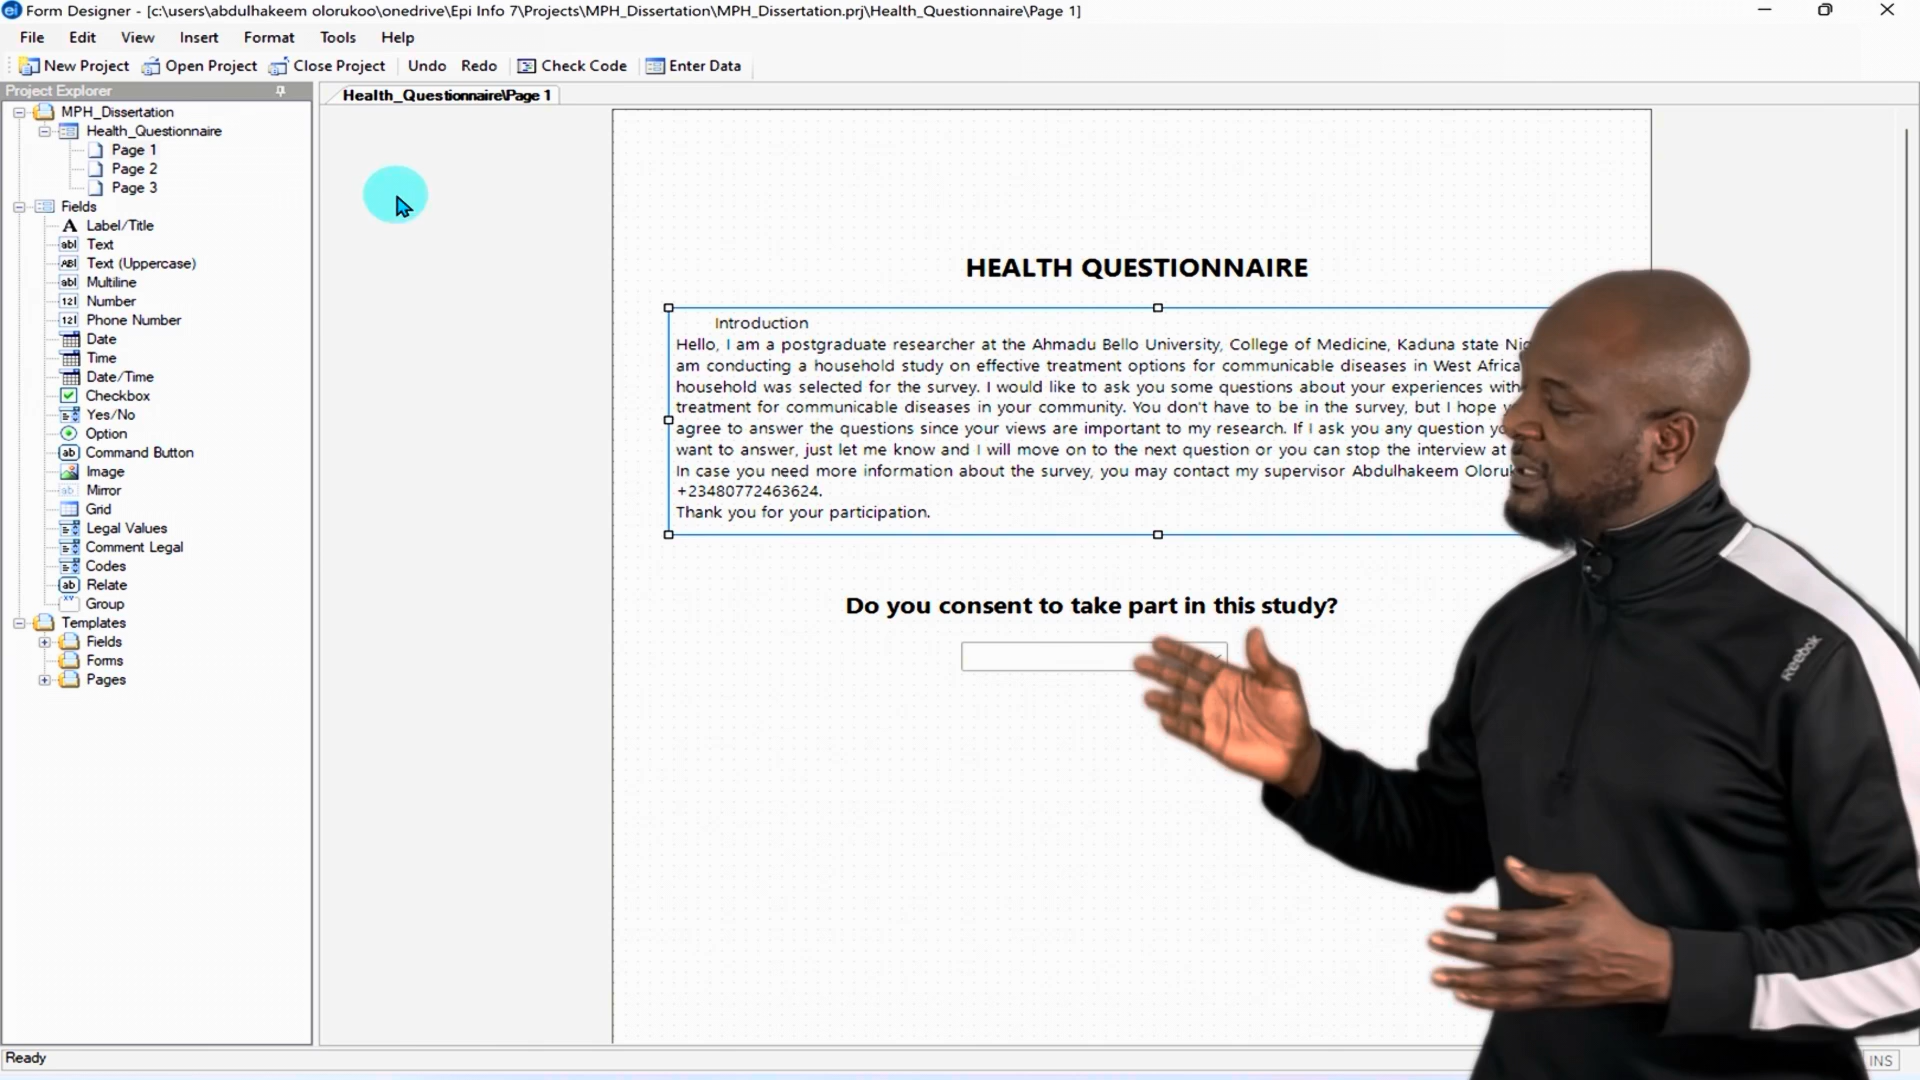 Form Designer - [c:\users\abdulhakeem olorukoo\onedrive\Epi Info 7\Projects\MPH_Dissertation\MPH_Dissertation.prj\Health_Questionnaire\Page 1]
File Edit View Insert Format Tools Help
New Project Open Project Close Project Undo Redo Check Code Enter Data
Project Explorer
Health_Questionnaire\Page 1
MPH_Dissertation
Health_Questionnaire
Page 1
Page 2
Page 3
Fields
Label/Title
Text
Text (Uppercase)
Multiline
Number
Phone Number
Date
Time
Date/Time
Checkbox
Yes/No
Option
Command Button
Image
Mirror
Grid
Legal Values
Comment Legal
Codes
Relate
Group
Templates
Fields
Forms
Pages
HEALTH QUESTIONNAIRE
Introduction
Hello, I am a postgraduate researcher at the Ahmadu Bello University, College of Medicine, Kaduna state
am conducting a household study on effective treatment options for communicable diseases in West Africa
household was selected for the survey. I would like to ask you some questions about your experiences with
treatment for communicable diseases in your community. You don't have to be in the survey, but I hope
agree to answer the questions since your views are important to my research. If I ask you any question
want to answer, just let me know and I will move on to the next question or you can stop the interview at
In case you need more information about the survey, you may contact my supervisor Abdulhakeem
+23480772463624.
Thank you for your participation.
Do you consent to take part in this study?
Reebok
Ready
INS